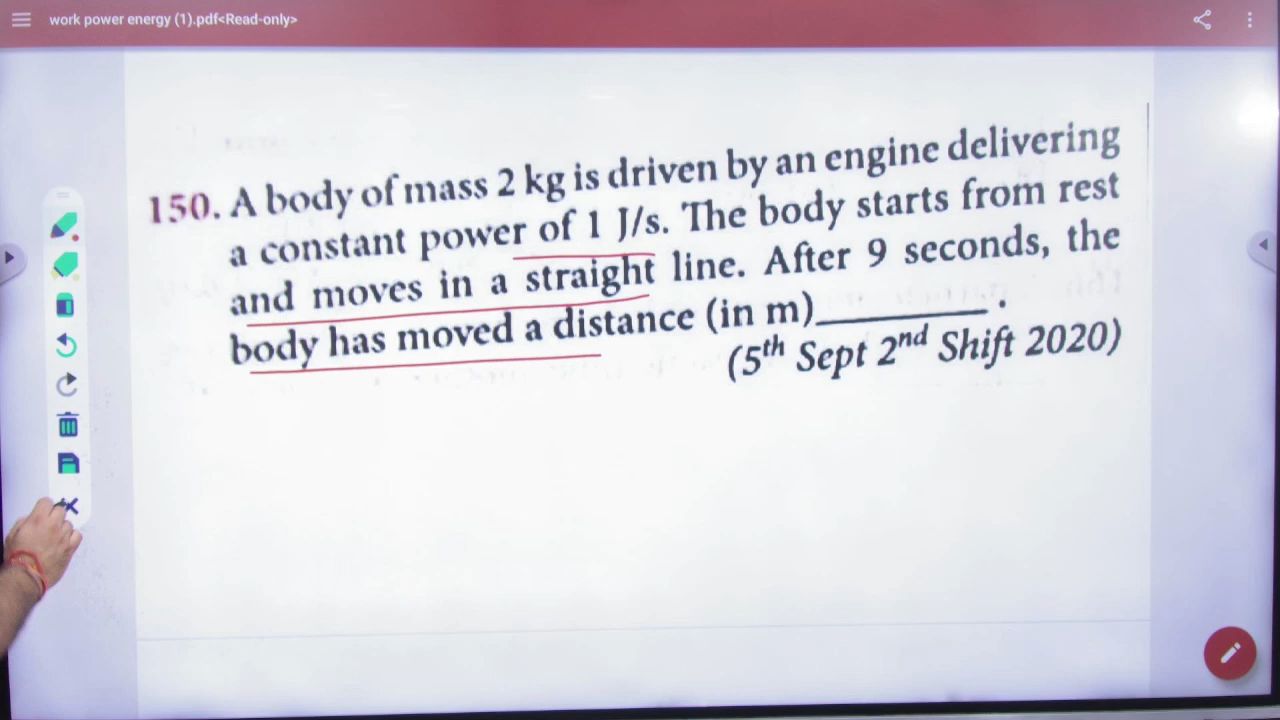 work power energy (1).pdf<Read-only>
150. A body of mass 2 kg is driven by an engine delivering
a constant power of 1 J/s. The body starts from rest
and moves in a straight line. After 9 seconds, the
body has moved a distance (in m)__________ .
(5th Sept 2nd Shift 2020)